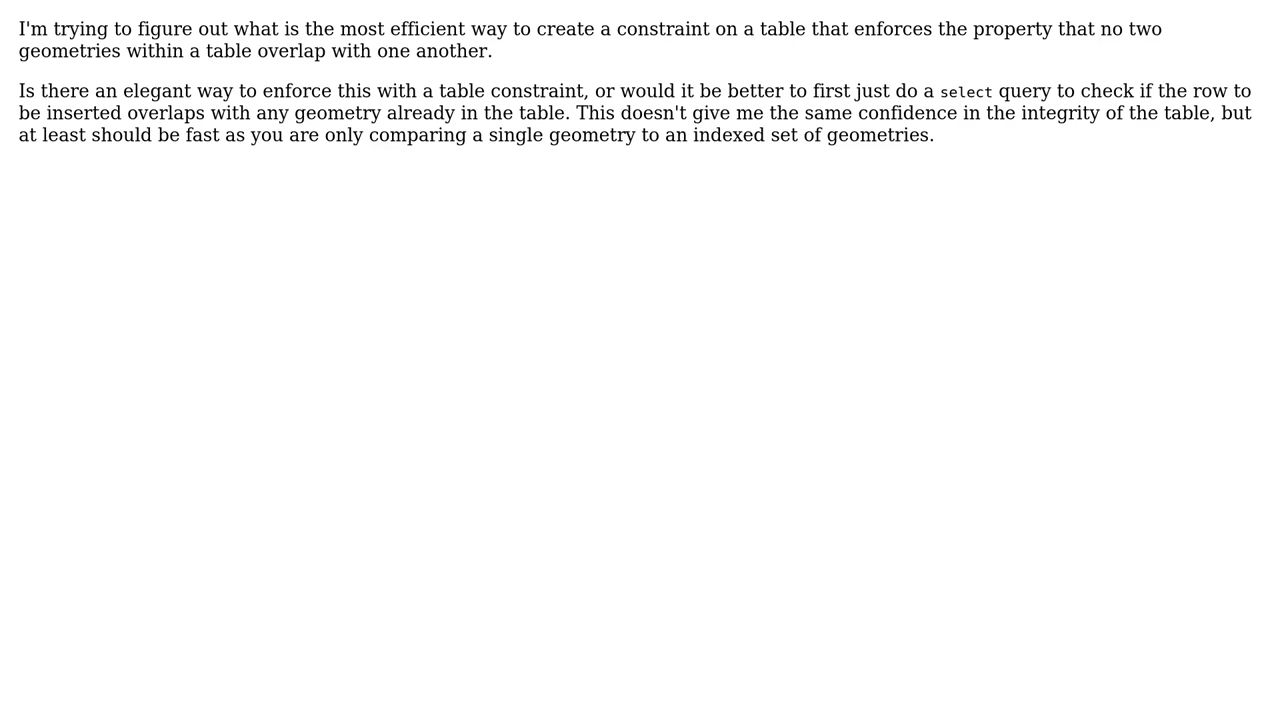 I'm trying to figure out what is the most efficient way to create a constraint on a table that enforces the property that no two
geometries within a table overlap with one another.
Is there an elegant way to enforce this with a table constraint, or would it be better to first just do a select query to check if the row to
be inserted overlaps with any geometry already in the table. This doesn't give me the same confidence in the integrity of the table, but
at least should be fast as you are only comparing a single geometry to an indexed set of geometries.